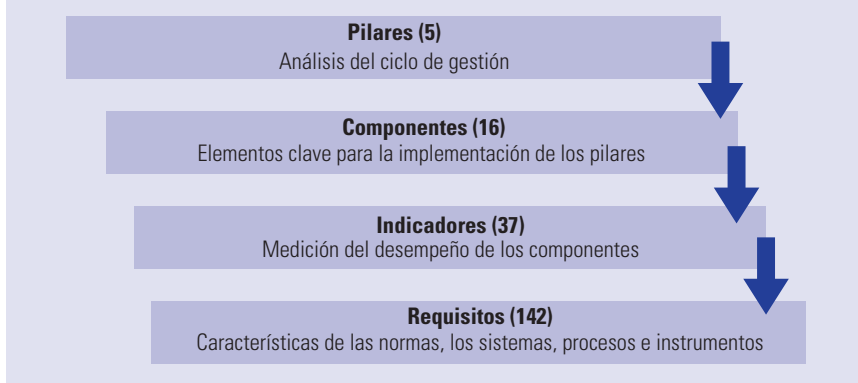 Pilares (5)
Análisis del ciclo de gestión
Componentes (16)
Elementos clave para la implementación de los pilares
Indicadores (37)
Medición del desempeño de los componentes
Requisitos (142)
Características de las normas, los sistemas, procesos e instrumentos